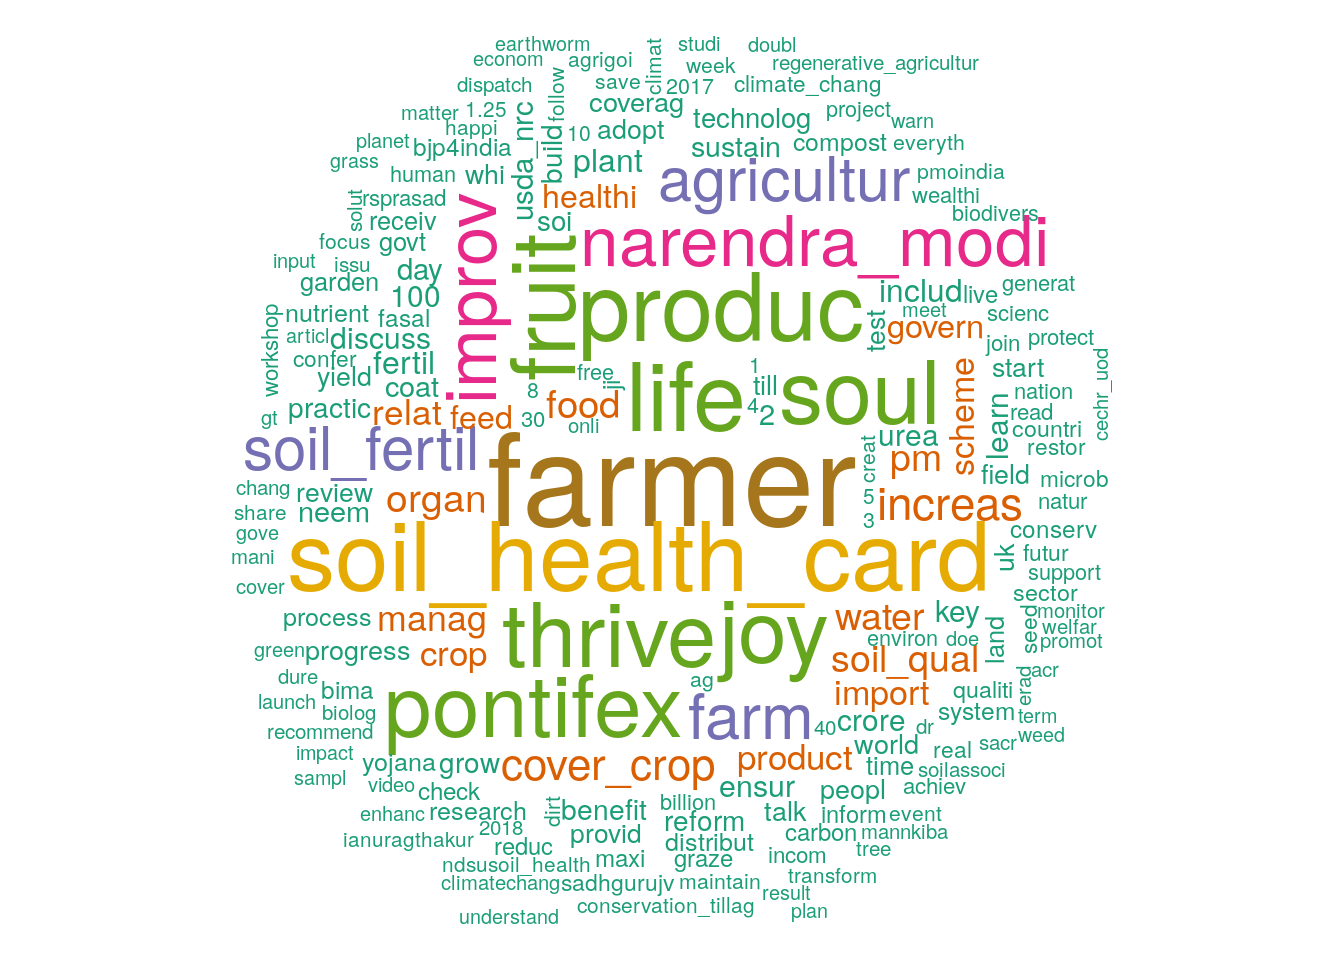 earthworm studi doubl
econom agrigoi climat week regenerative_agricultur
dispatch follow save 2017 climate_chang
matter 1.25 coverag project
happi 10 adopt technolog warn
planet bjp4india usda_nrc build plant sustain compost everyth
grass human whi agricultur pmoindia
solut rsprasad healthi wealthi
receiv soi biodivers
focus govt improv fruit narendra_modi
input issu day
garden 100 produc includ live generat
nutrient fasal test meet scienc
workshop articl discuss govern join protect
confer fertil life soul 1 scheme start
yield coat 8 free iji till nation cechr_uod
gt practic relat feed 30 food onli 4 2 learn read countri
soil_fertil farmer creat urea restor
chang review organ pm field microb
share neem 5 increas natur
gove 3 conserv
mani soil_health_card uk futur
cover support
process manag thrive joy water key sector monitor
green progress crop environ doe land seed welfar
soil_qual promot
dure ag import erad acr
launch bima pontifex farm qualiti
biolog 40 crore dr system term
recommend world real sacr weed
impact yojana grow cover_crop product time soilassoci
sampl video check ensur peopl achiev
enhanc research dirt benefit billion talk inform event
ianuragthakur 2018 provid reform carbon mannkiba
reduc distribut tree
ndsusoil_health maxi graze incom
climatechang sadhgurujv maintain transform
result
understand conservation_tillag plan